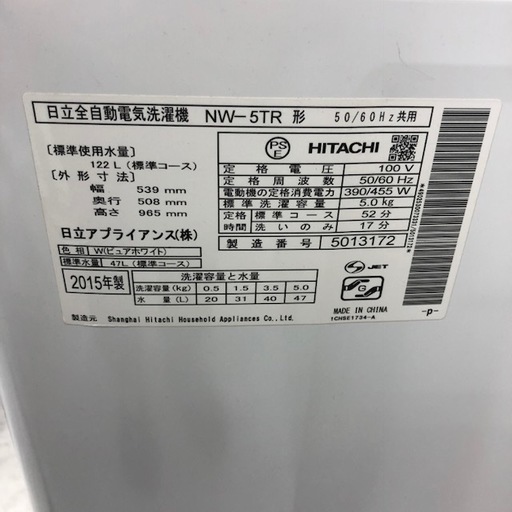 日立全自動電気洗濯機 NW-5TR 形 50/60Hz共用
〔標準使用水量〕
122L (標準コース)
〔外形寸法〕
幅 539 mm
奥行 508 mm
高さ 965 mm
日立アプライアンス(株)
色相 W(ピュアホワイト)
標準水量 47L (標準コース)
PS
E
HITACHI
定格電圧 100 V
定格周波数 50/60 Hz
電動機の定格消費電力 390/455 W
標準洗濯容量 5.0kg
定格 標準コース 52分
時間 洗いのみ 17分
製造番号 5013172
2015年製
洗濯容量と水量
洗濯容量(kg) 0.5 1.5 3.5 5.0
水量(L) 20 31 40 47
JET
G
MADE IN CHINA
1CHSE1734-A
-p-
製造元 Shanghai Hitachi Household Appliances Co.,Ltd.